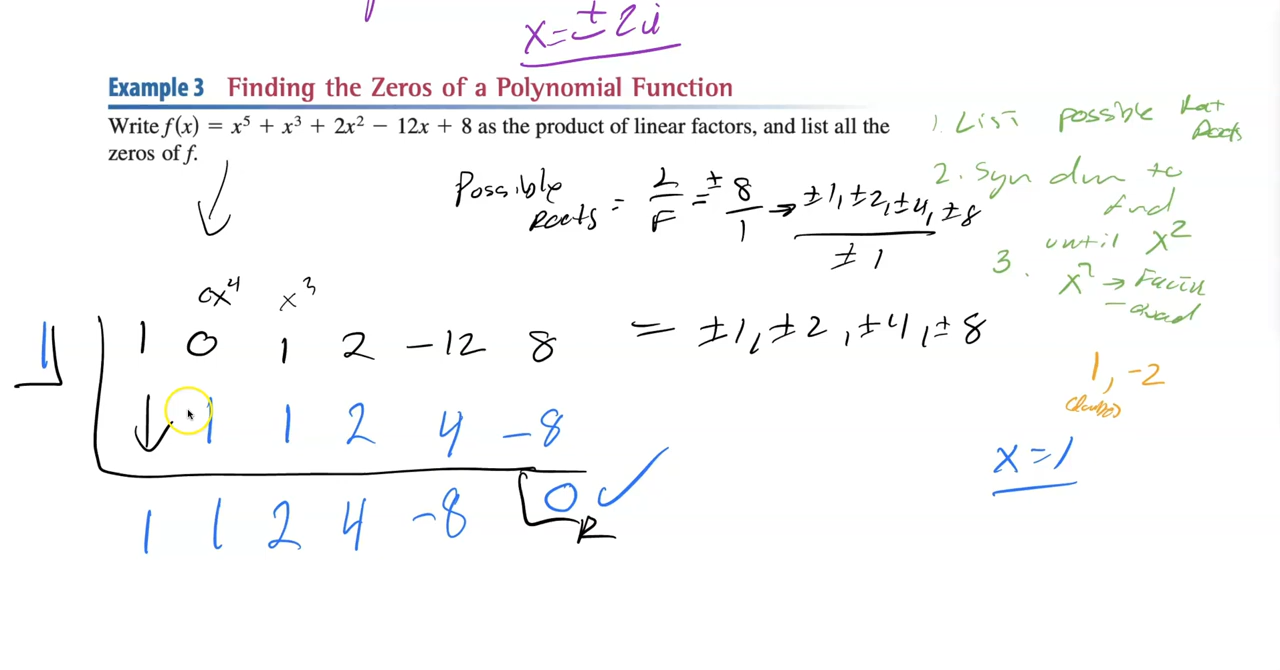 x = ± 2i
Example 3 Finding the Zeros of a Polynomial Function
Write f(x) = x⁵ + x³ + 2x² − 12x + 8 as the product of linear factors, and list all the
zeros of f.
Possible Roots = L/F = ±8/1 → ±1, ±2, ±4, ±8 / ±1
= ±1, ±2, ±4, ±8
1. List possible Rat Roots
2. Syn div to find
until x²
3. x² → Factor
- Quad
0x⁴ x³
1 | 1 0 1 2 -12 8
↓ 1 1 2 4 -8
1 1 2 4 -8 0 ✓
R
1, -2
x = 1